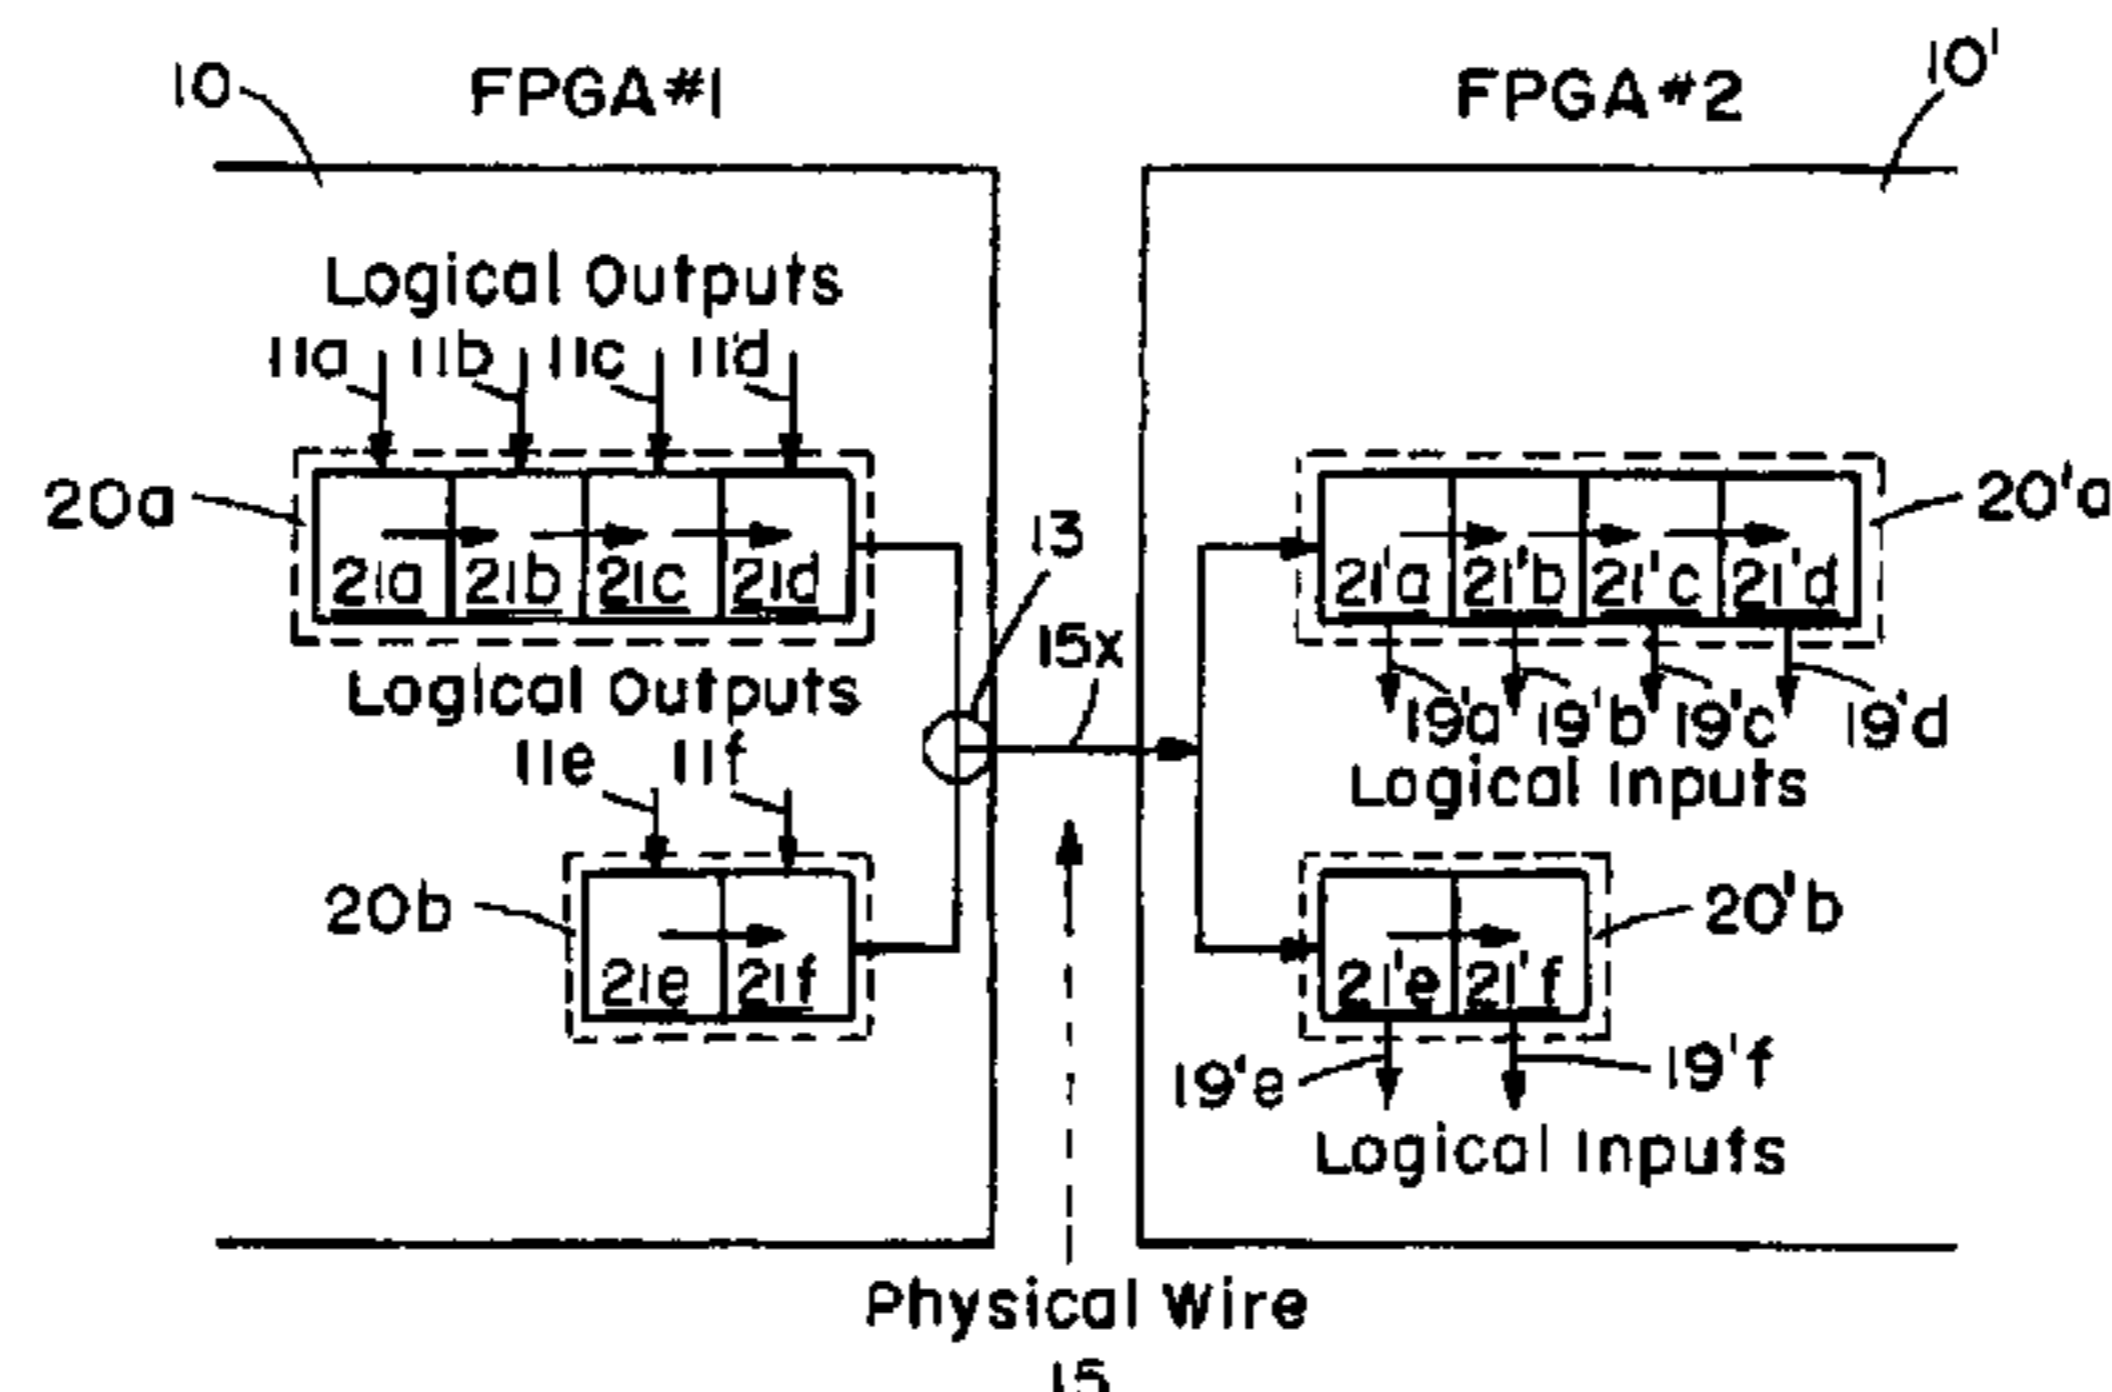 10 FPGA#1 FPGA#2 10'
Logical Outputs
11a 11b 11c 11d
20a 21a 21b 21c 21d 13 21'a 21'b 21'c 21'd 20'a
15x
Logical Outputs 19'a 19'b 19'c 19'd
11e 11f Logical Inputs
20b 21e 21f 21'e 21'f 20'b
19'e 19'f
Logical Inputs
Physical Wire
15